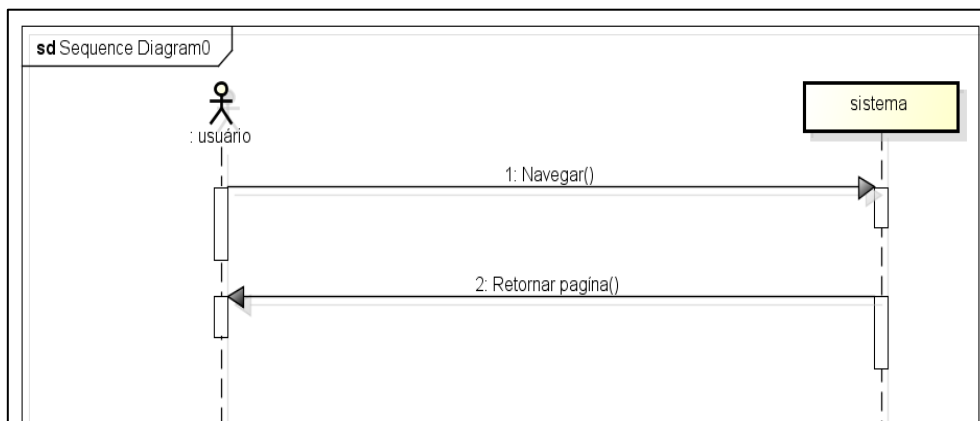 sd Sequence Diagram0
: usuário
sistema
1: Navegar()
2: Retornar pagína()